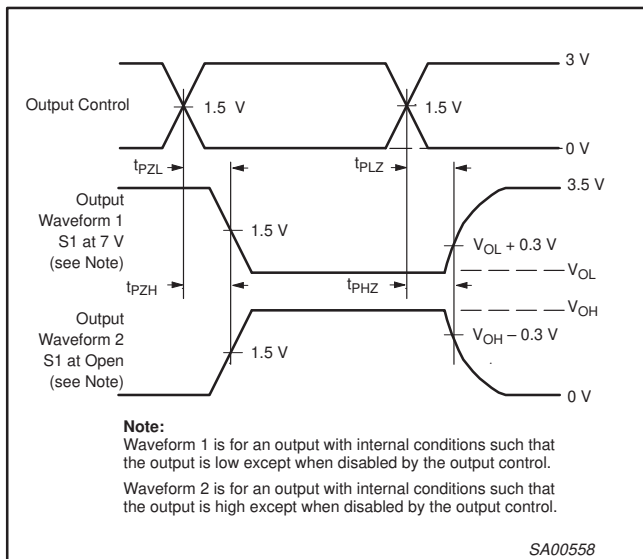 3 V
Output Control
1.5 V
1.5 V
0 V
tPZL
tPLZ
3.5 V
Output
Waveform 1
S1 at 7 V
(see Note)
1.5 V
VOL + 0.3 V
VOL
tPZH
tPHZ
VOH
Output
Waveform 2
S1 at Open
(see Note)
1.5 V
VOH – 0.3 V
0 V
Note:
Waveform 1 is for an output with internal conditions such that
the output is low except when disabled by the output control.
Waveform 2 is for an output with internal conditions such that
the output is high except when disabled by the output control.
SA00558